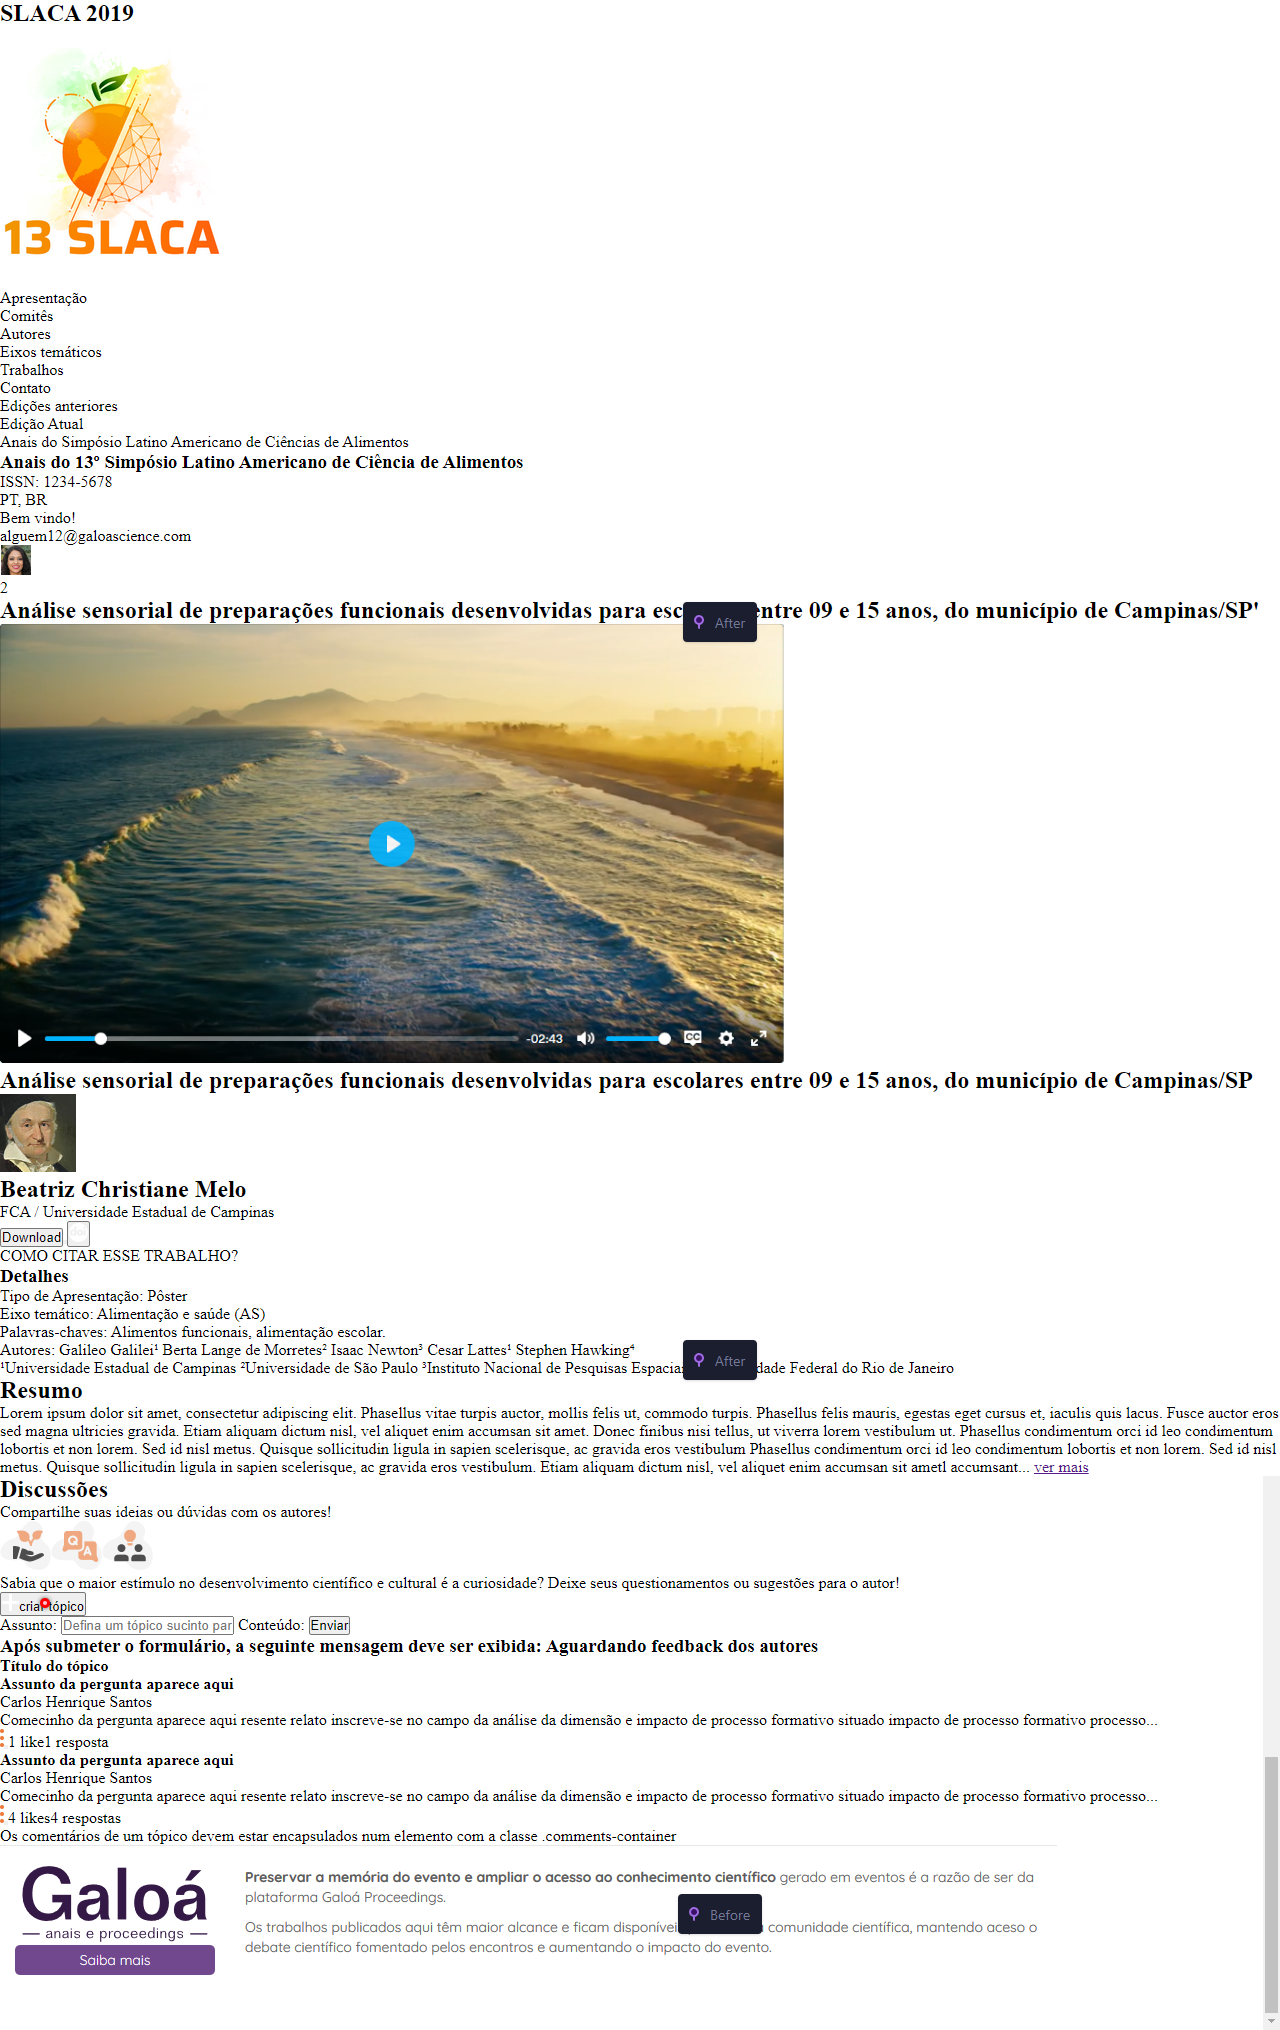 SLACA 2019
13 SLACA
Apresentação
Comitês
Autores
Eixos temáticos
Trabalhos
Contato
Edições anteriores
Edição Atual
Anais do Simpósio Latino Americano de Ciências de Alimentos
Anais do 13º Simpósio Latino Americano de Ciência de Alimentos
ISSN: 1234-5678
PT, BR
Bem vindo!
alguem12@galoascience.com
2
Análise sensorial de preparações funcionais desenvolvidas para entre 09 e 15 anos, do município de Campinas/SP'
After
-02:43
CC
Análise sensorial de preparações funcionais desenvolvidas para escolares entre 09 e 15 anos, do município de Campinas/SP
Beatriz Christiane Melo
FCA / Universidade Estadual de Campinas
Download
COMO CITAR ESSE TRABALHO?
Detalhes
Tipo de Apresentação: Pôster
Eixo temático: Alimentação e saúde (AS)
Palavras-chaves: Alimentos funcionais, alimentação escolar.
Autores: Galileo Galilei¹ Berta Lange de Morretes² Isaac Newton³ Cesar Lattes¹ Stephen Hawking⁴
After
¹Universidade Estadual de Campinas ²Universidade de São Paulo ³Instituto Nacional de Pesquisas Federal do Rio de Janeiro
Resumo
Lorem ipsum dolor sit amet, consectetur adipiscing elit. Phasellus vitae turpis auctor, mollis felis ut, commodo turpis. Phasellus felis mauris, egestas eget cursus et, iaculis quis lacus. Fusce auctor eros
sed magna ultricies gravida. Etiam aliquam dictum nisl, vel aliquet enim accumsan sit amet. Donec finibus nisi tellus, ut viverra lorem vestibulum ut. Phasellus condimentum orci id leo condimentum
lobortis et non lorem. Sed id nisl metus. Quisque sollicitudin ligula in sapien scelerisque, ac gravida eros vestibulum Phasellus condimentum orci id leo condimentum lobortis et non lorem. Sed id nisl
metus. Quisque sollicitudin ligula in sapien scelerisque, ac gravida eros vestibulum. Etiam aliquam dictum nisl, vel aliquet enim accumsan sit ametl accumsant... ver mais
Discussões
Compartilhe suas ideias ou dúvidas com os autores!
Q A
Sabia que o maior estímulo no desenvolvimento científico e cultural é a curiosidade? Deixe seus questionamentos ou sugestões para o autor!
criar tópico
Assunto: Defina um tópico sucinto par Conteúdo: Enviar
Após submeter o formulário, a seguinte mensagem deve ser exibida: Aguardando feedback dos autores
Título do tópico
Assunto da pergunta aparece aqui
Carlos Henrique Santos
Comecinho da pergunta aparece aqui resente relato inscreve-se no campo da análise da dimensão e impacto de processo formativo situado impacto de processo formativo processo...
1 like1 resposta
Assunto da pergunta aparece aqui
Carlos Henrique Santos
Comecinho da pergunta aparece aqui resente relato inscreve-se no campo da análise da dimensão e impacto de processo formativo situado impacto de processo formativo processo...
4 likes4 respostas
Os comentários de um tópico devem estar encapsulados num elemento com a classe .comments-container
Galoá
anais e proceedings
Saiba mais
Preservar a memória do evento e ampliar o acesso ao conhecimento científico gerado em eventos é a razão de ser da
plataforma Galoá Proceedings.
Before
Os trabalhos publicados aqui têm maior alcance e ficam comunidade científica, mantendo aceso o
debate científico fomentado pelos encontros e aumentando o impacto do evento.